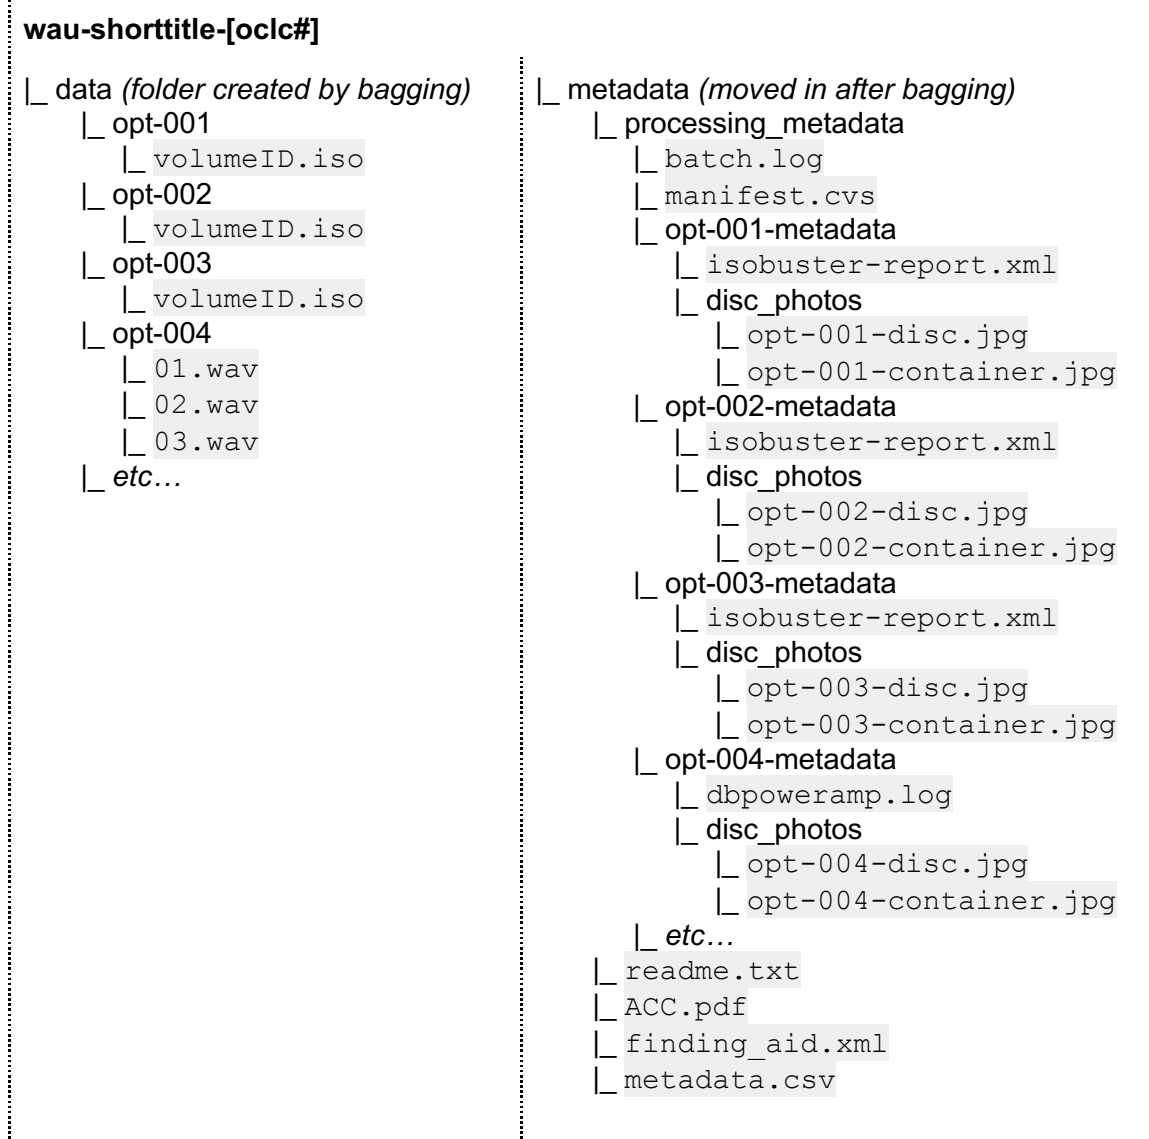 wau-shorttitle-[oclc#]
|_ data (folder created by bagging)
|_ opt-001
|_ volumeID.iso
|_ opt-002
|_ volumeID.iso
|_ opt-003
|_ volumeID.iso
|_ opt-004
|_ 01.wav
|_ 02.wav
|_ 03.wav
|_ etc…
|_ metadata (moved in after bagging)
|_ processing_metadata
|_ batch.log
|_ manifest.cvs
|_ opt-001-metadata
|_ isobuster-report.xml
|_ disc_photos
|_ opt-001-disc.jpg
|_ opt-001-container.jpg
|_ opt-002-metadata
|_ isobuster-report.xml
|_ disc_photos
|_ opt-002-disc.jpg
|_ opt-002-container.jpg
|_ opt-003-metadata
|_ isobuster-report.xml
|_ disc_photos
|_ opt-003-disc.jpg
|_ opt-003-container.jpg
|_ opt-004-metadata
|_ dbpoweramp.log
|_ disc_photos
|_ opt-004-disc.jpg
|_ opt-004-container.jpg
|_ etc…
|_ readme.txt
|_ ACC.pdf
|_ finding_aid.xml
|_ metadata.csv